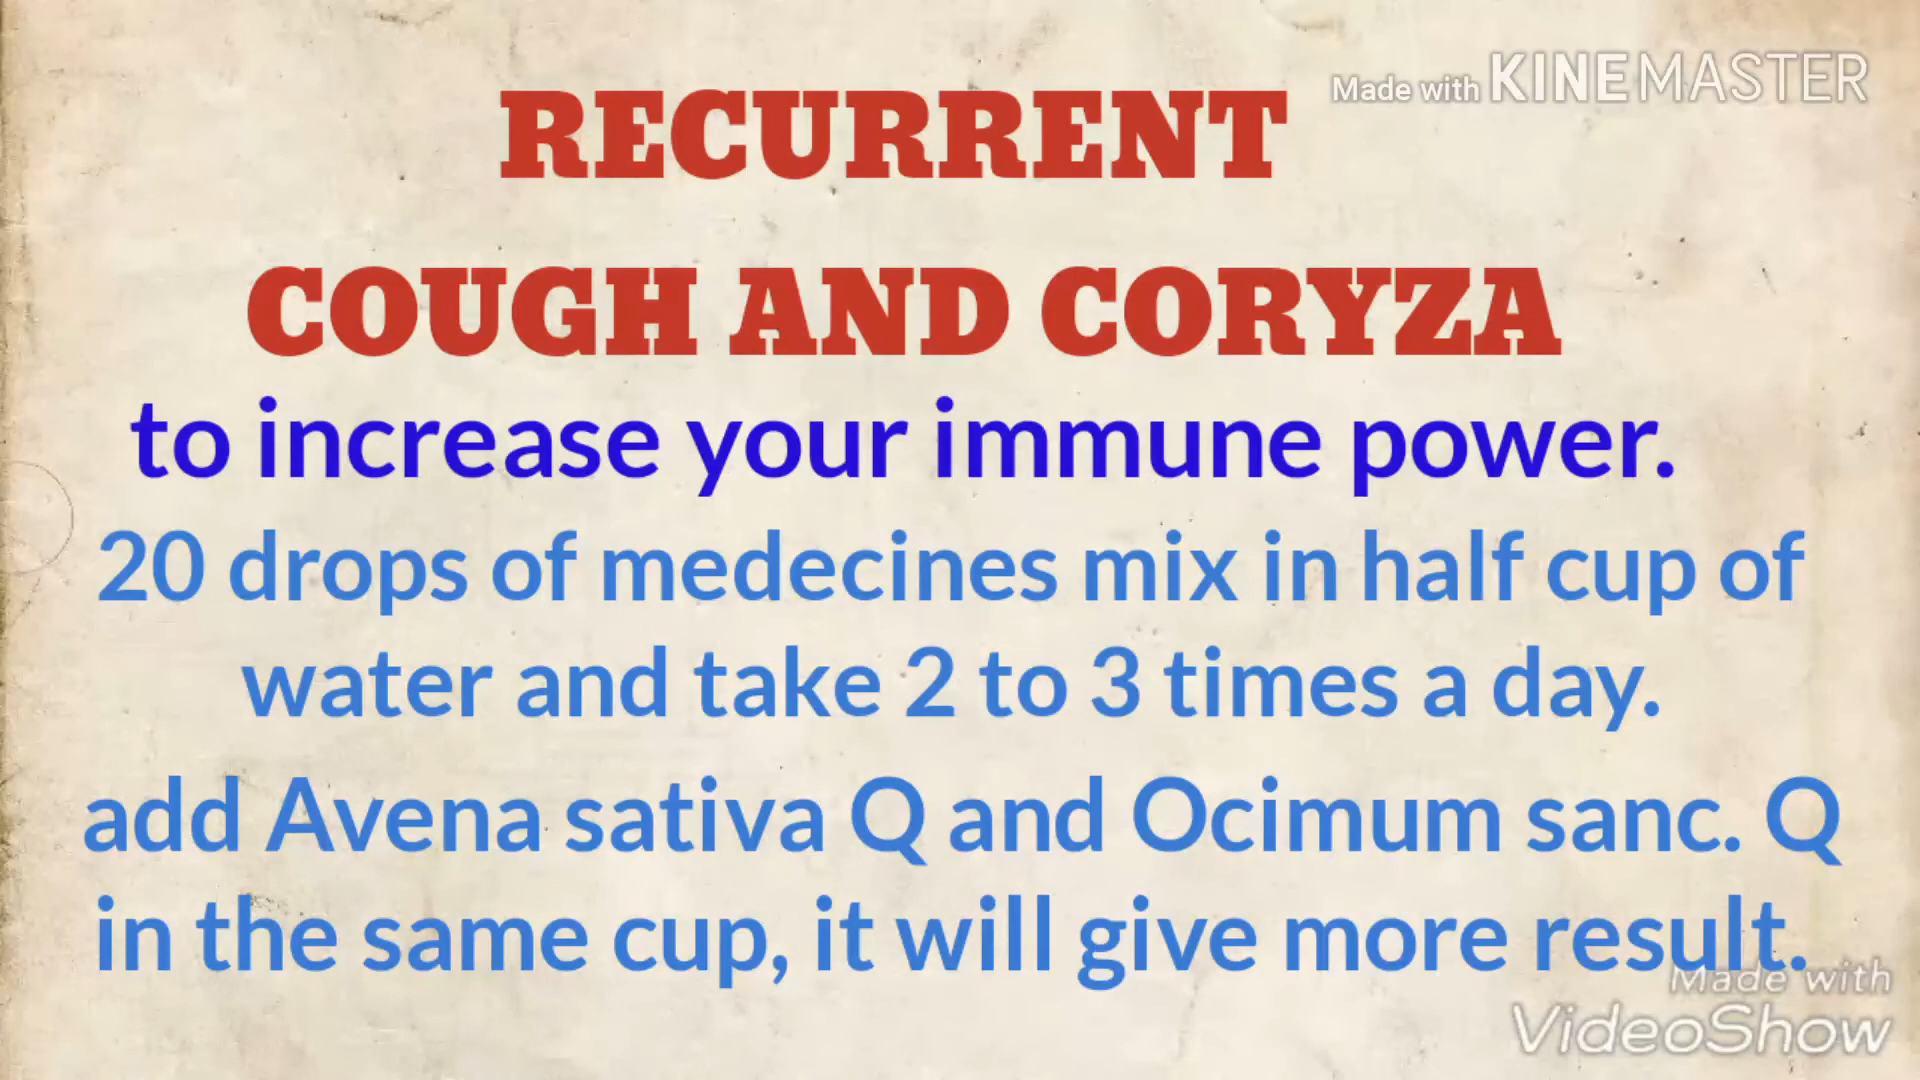 Made with KINEMASTER
RECURRENT
COUGH AND CORYZA
to increase your immune power.
20 drops of medecines mix in half cup of
water and take 2 to 3 times a day.
add Avena sativa Q and Ocimum sanc. Q
in the same cup, it will give more result.
Made with
VideoShow